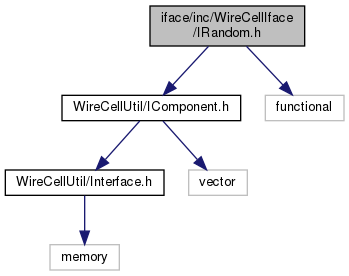 iface/inc/WireCellIface
/IRandom.h
WireCellUtil/IComponent.h
functional
WireCellUtil/Interface.h
vector
memory